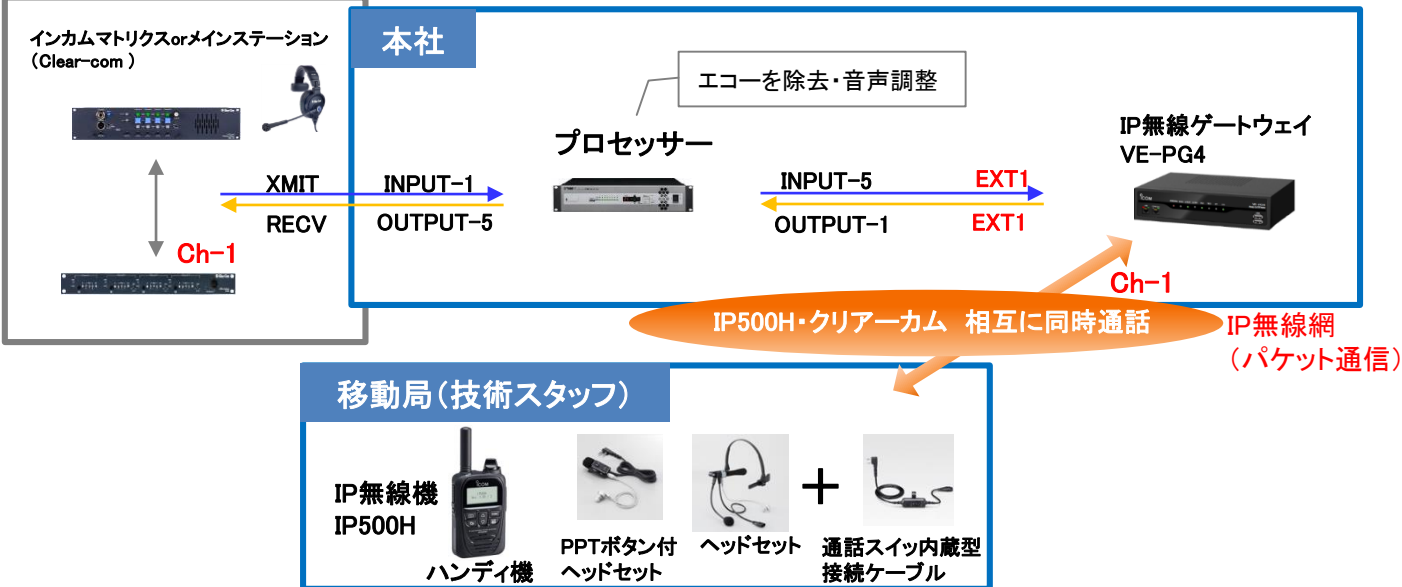 インカムマトリクスorメインステーション
（Clear-com ）
本社
エコーを除去・音声調整
プロセッサー
IP無線ゲートウェイ
VE-PG4
XMIT
INPUT-1
INPUT-5
EXT1
RECV
OUTPUT-5
OUTPUT-1
EXT1
Ch-1
Ch-1
IP500H・クリアーカム 相互に同時通話
IP無線網
（パケット通信）
移動局（技術スタッフ）
IP無線機
IP500H
ハンディ機
PPTボタン付
ヘッドセット
ヘッドセット
+
通話スイッ内蔵型
接続ケーブル
ICOM